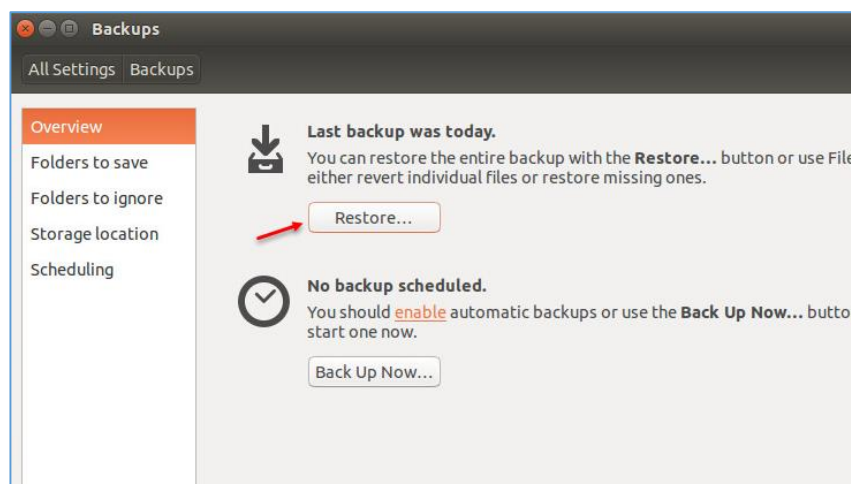 Backups
All Settings Backups
Overview
Folders to save
Folders to ignore
Storage location
Scheduling
Last backup was today.
You can restore the entire backup with the Restore... button or use File
either revert individual files or restore missing ones.
Restore...
No backup scheduled.
You should enable automatic backups or use the Back Up Now... butto
start one now.
Back Up Now...